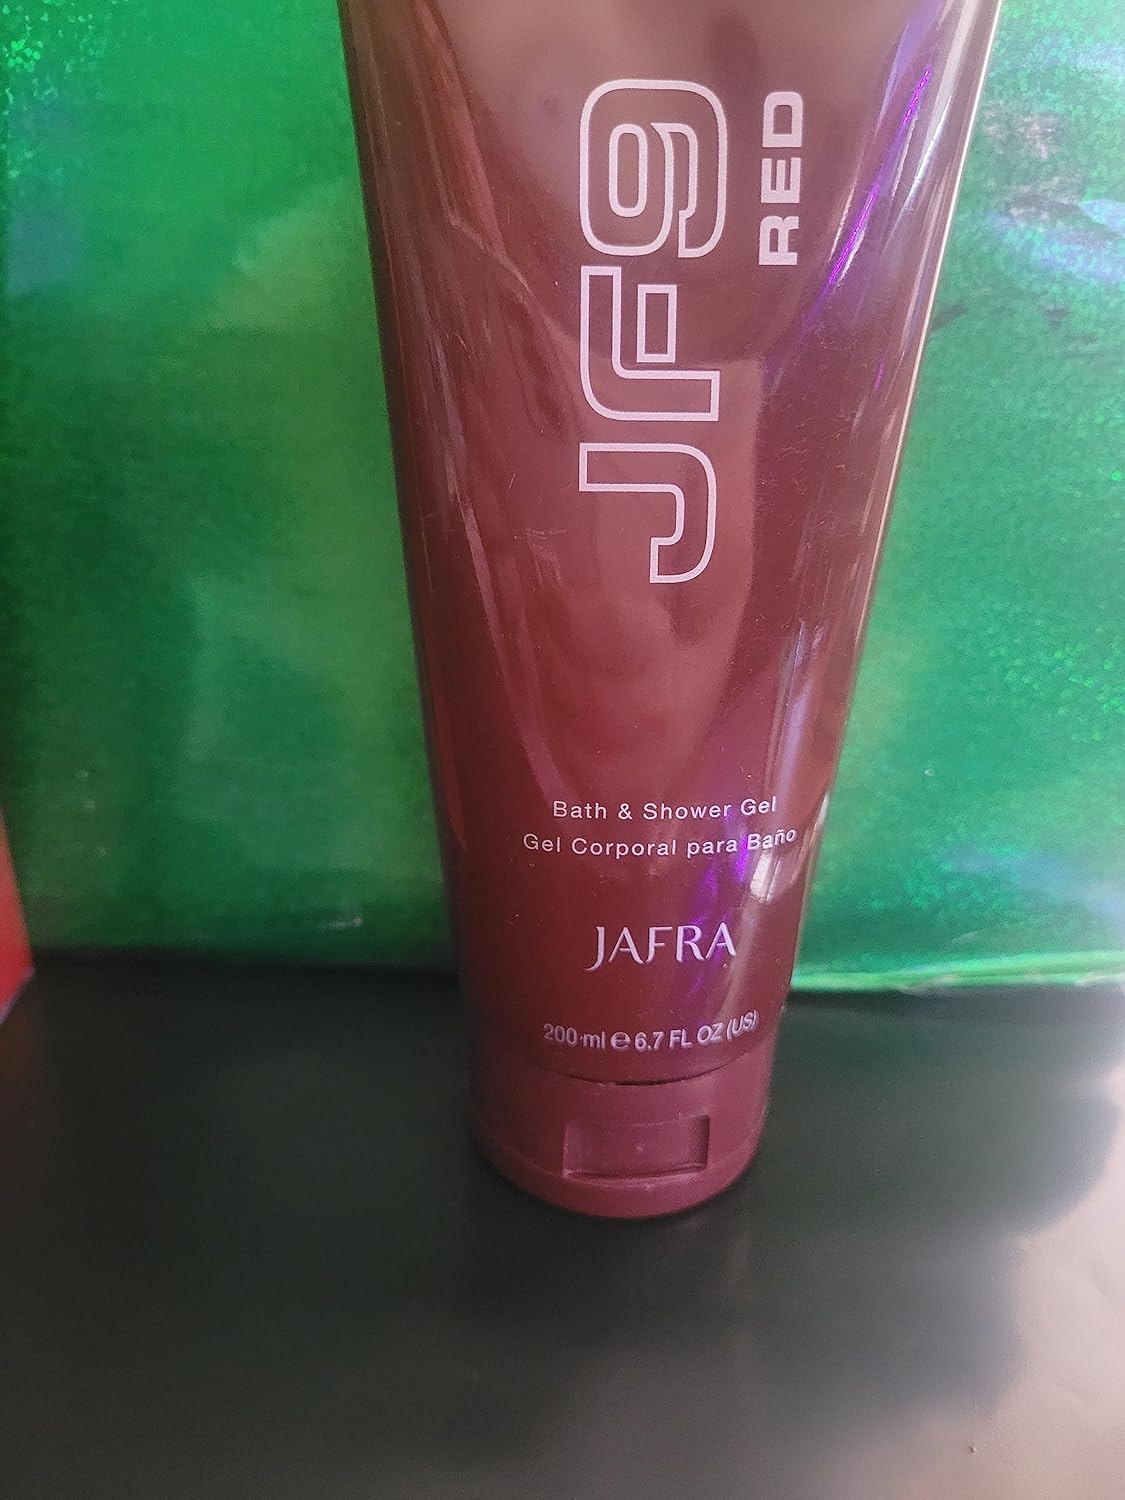 JF9
RED
Bath & Shower Gel
Gel Corporal para Baño
JAFRA
200 ml ℮ 6.7 FL OZ (US)